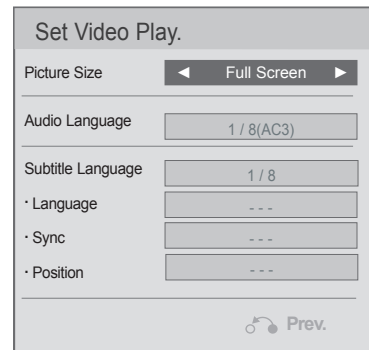 Set Video Play.
Picture Size ◄ Full Screen ►
Audio Language 1 / 8(AC3)
Subtitle Language 1 / 8
· Language - - -
· Sync - - -
· Position - - -
Prev.